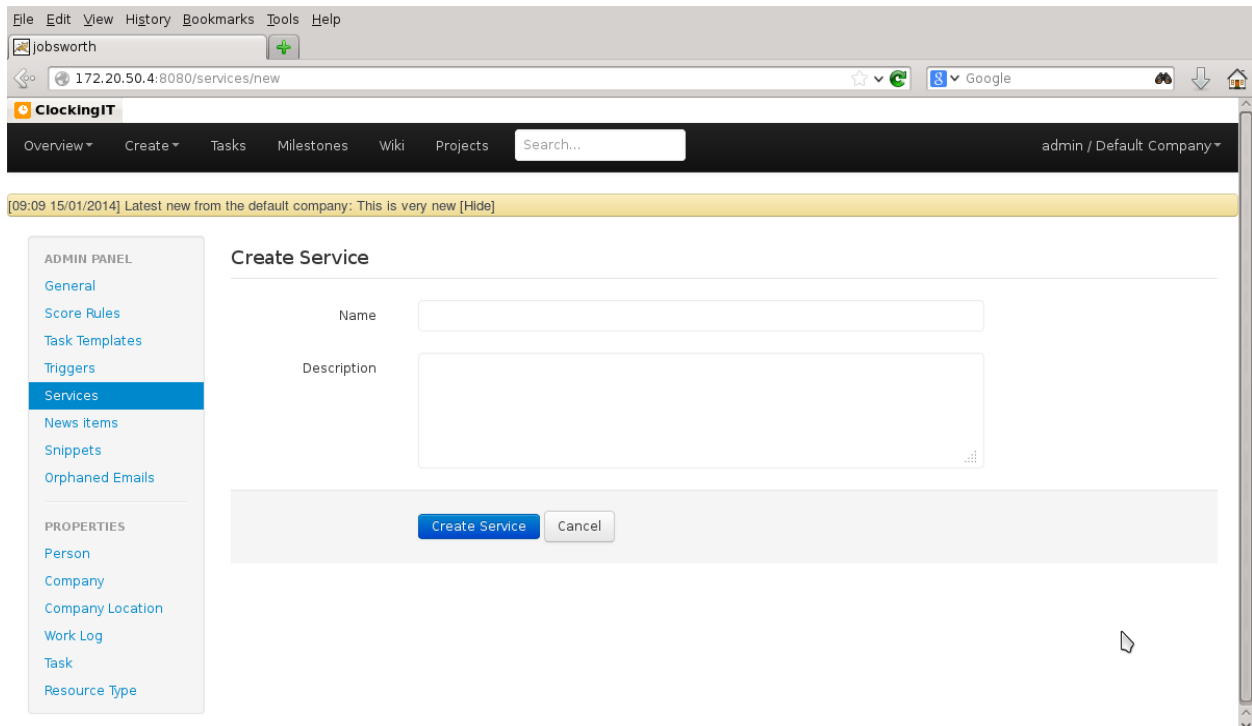 File Edit View History Bookmarks Tools Help
jobsworth
172.20.50.4:8080/services/new
Google
ClockingIT
Overview Create Tasks Milestones Wiki Projects Search... admin / Default Company
[09:09 15/01/2014] Latest new from the default company: This is very new [Hide]
ADMIN PANEL
General
Score Rules
Task Templates
Triggers
Services
News items
Snippets
Orphaned Emails
PROPERTIES
Person
Company
Company Location
Work Log
Task
Resource Type
Create Service
Name
Description
Create Service Cancel